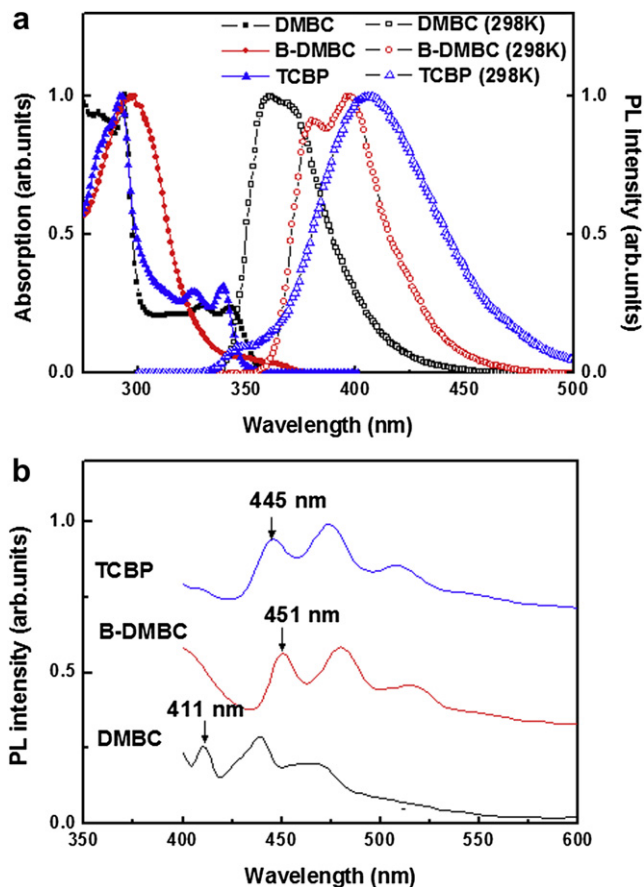 a
DMBC
B-DMBC
TCBP
DMBC (298K)
B-DMBC (298K)
TCBP (298K)
Absorption (arb.units)
1.0
0.5
0.0
PL Intensity (arb.units)
1.0
0.5
0.0
300 350 400 450 500
Wavelength (nm)
b
PL intensity (arb.units)
1.0
0.5
0.0
445 nm
TCBP
451 nm
B-DMBC
411 nm
DMBC
350 400 450 500 550 600
Wavelength (nm)